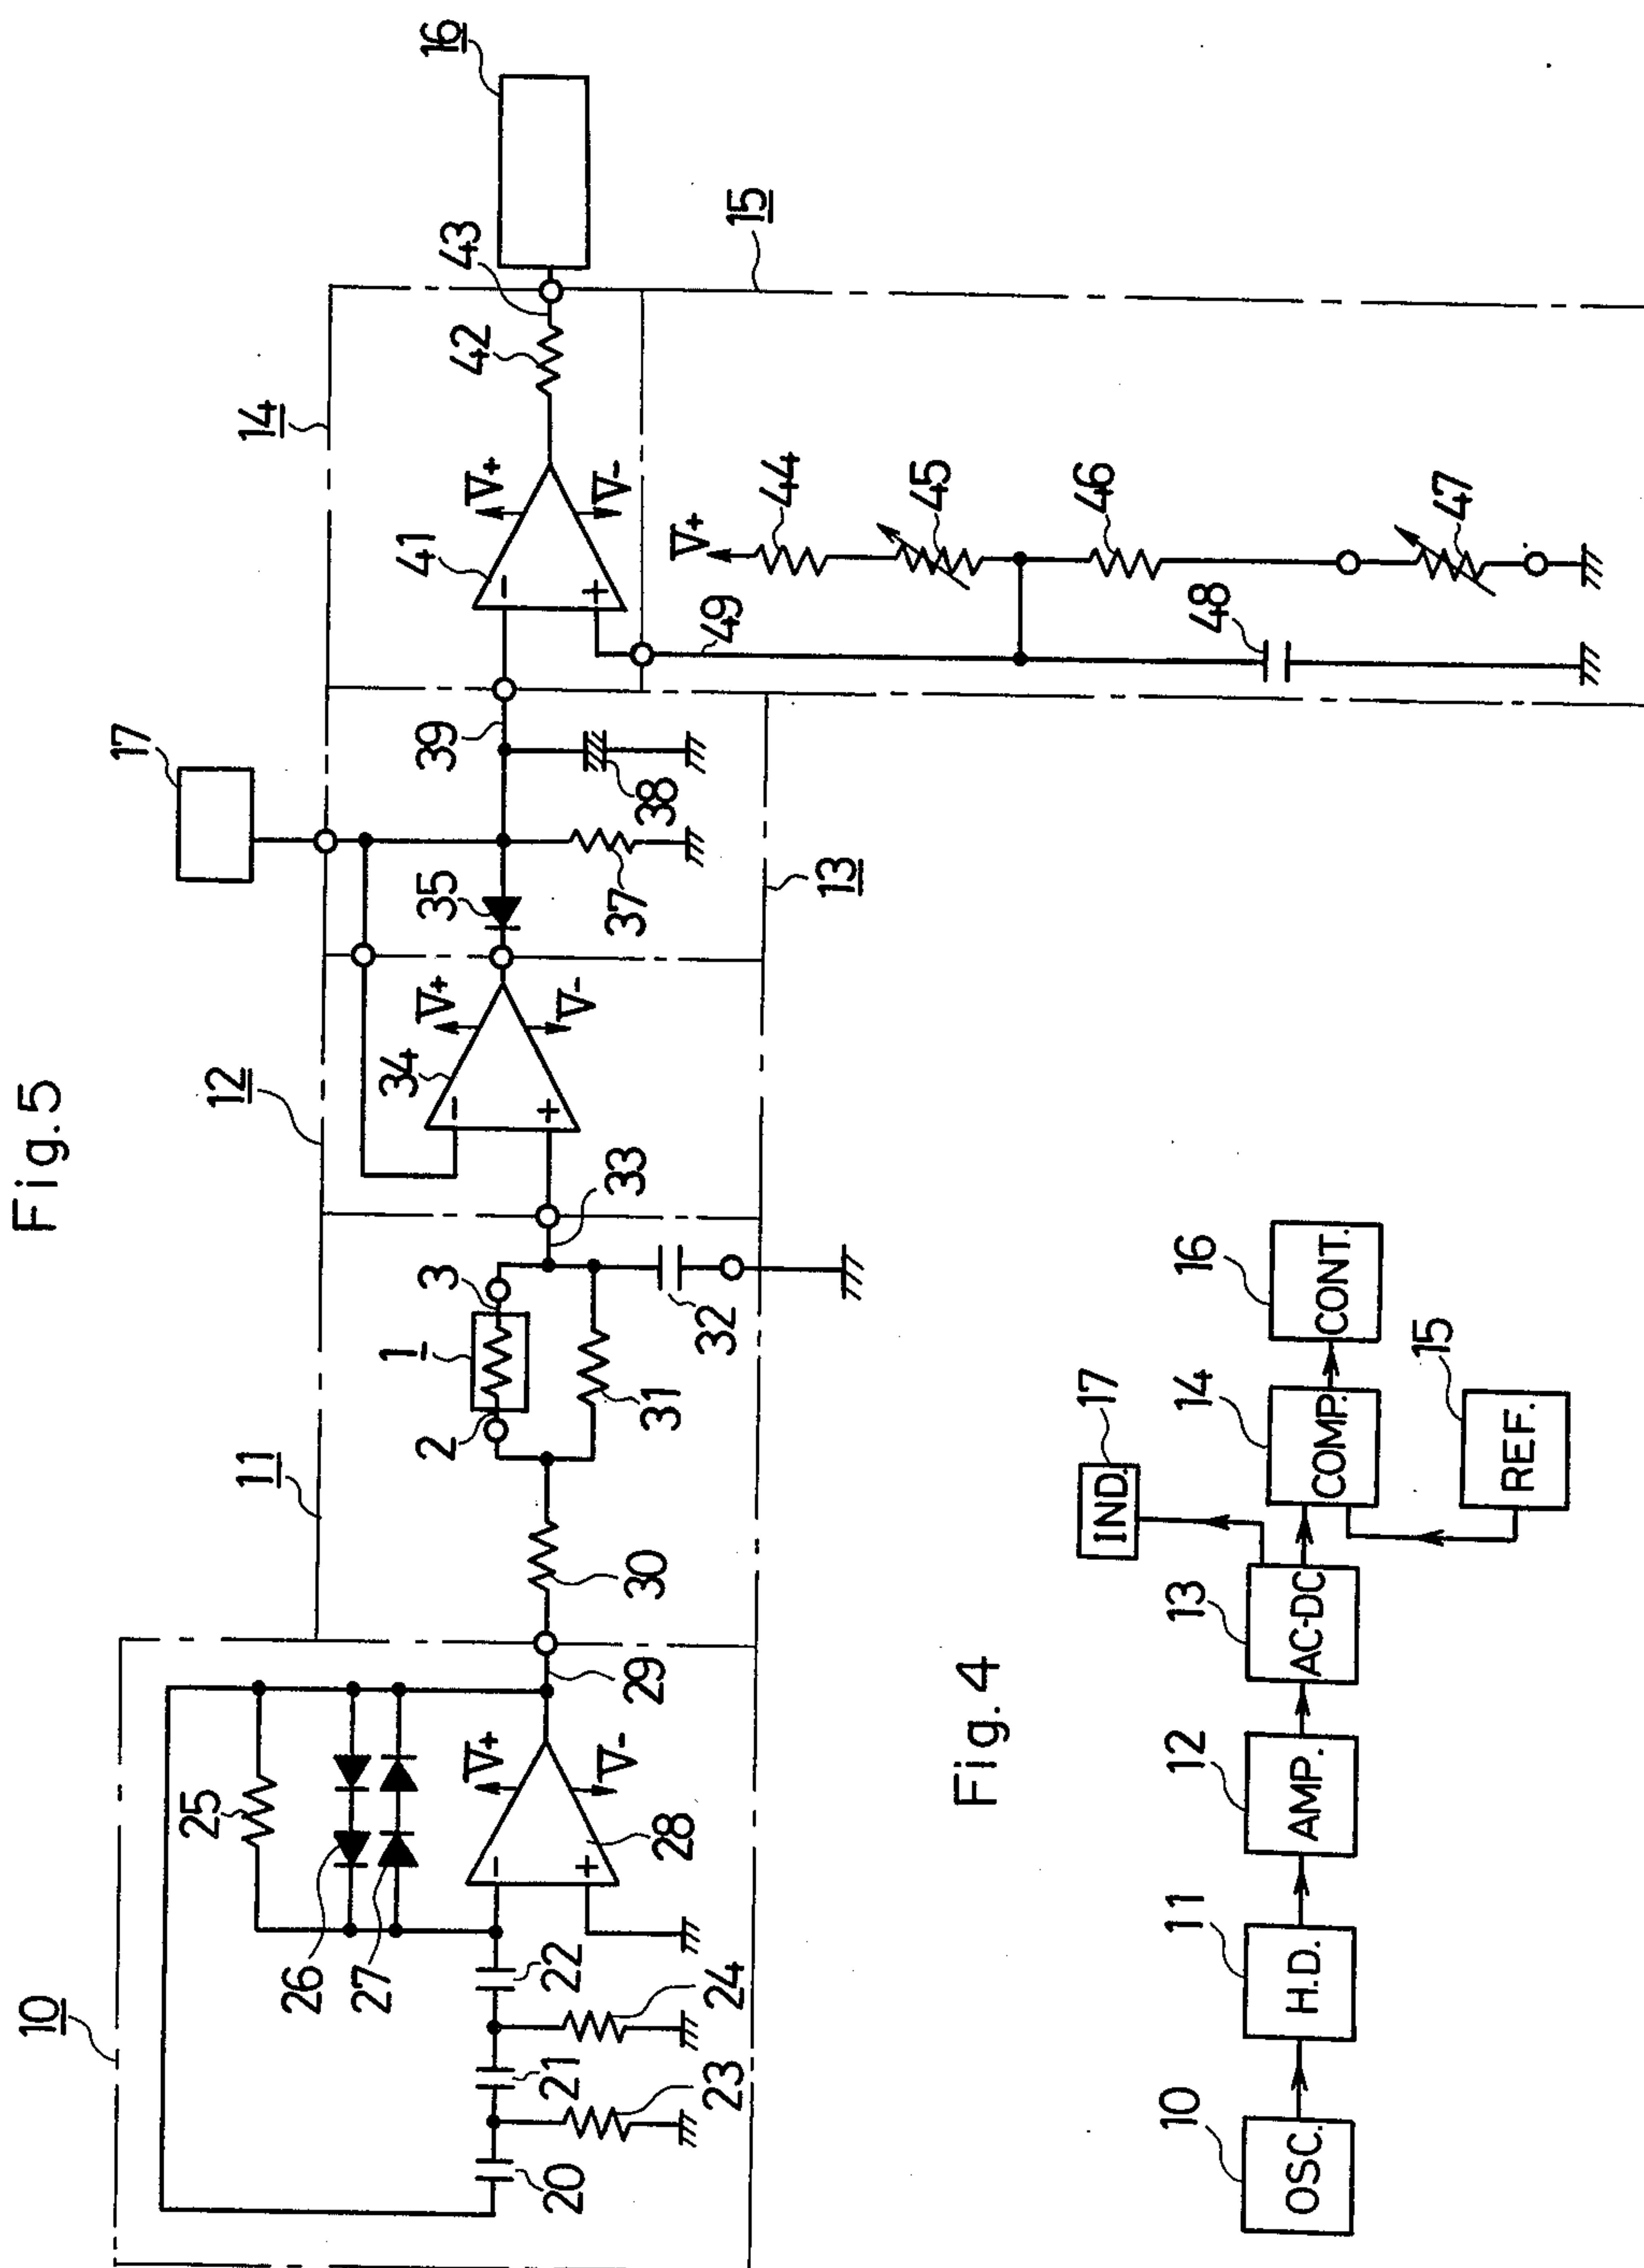 Fig.5
10
11
12
14
17
16
25
26
27
V+
V-
28
29
20
21
22
23
24
30
2
1
3
31
32
33
34
V+
V-
35
37
38
39
13
41
V+
V-
42
43
15
49
V+
44
45
46
47
48
Fig.4
10
OSC.
11
H.D.
12
AMP.
13
AC-DC
17
IND.
14
COMP.
16
CONT.
15
REF.